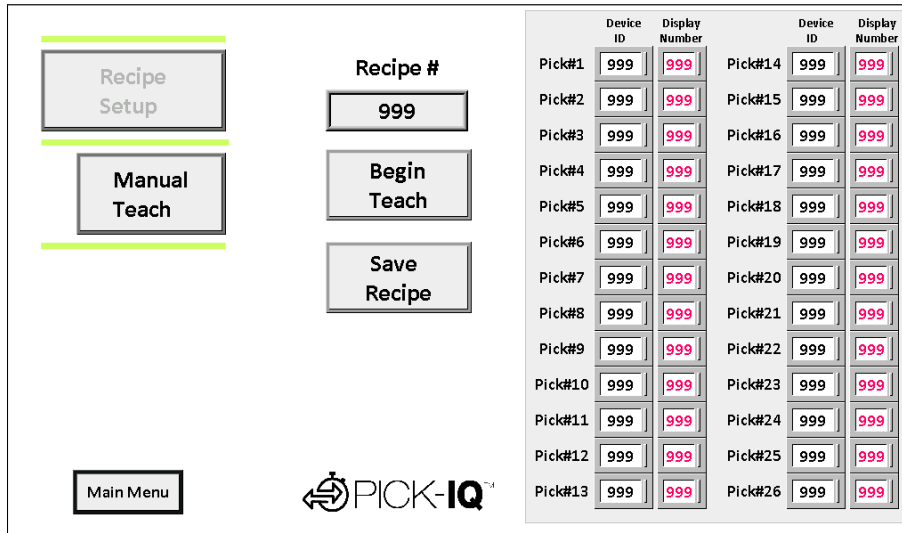 Recipe
Setup
Manual
Teach
Main Menu
Recipe #
999
Begin
Teach
Save
Recipe
PICK-IQ™
Device ID Display Number Device ID Display Number
Pick#1 999 999 Pick#14 999 999
Pick#2 999 999 Pick#15 999 999
Pick#3 999 999 Pick#16 999 999
Pick#4 999 999 Pick#17 999 999
Pick#5 999 999 Pick#18 999 999
Pick#6 999 999 Pick#19 999 999
Pick#7 999 999 Pick#20 999 999
Pick#8 999 999 Pick#21 999 999
Pick#9 999 999 Pick#22 999 999
Pick#10 999 999 Pick#23 999 999
Pick#11 999 999 Pick#24 999 999
Pick#12 999 999 Pick#25 999 999
Pick#13 999 999 Pick#26 999 999